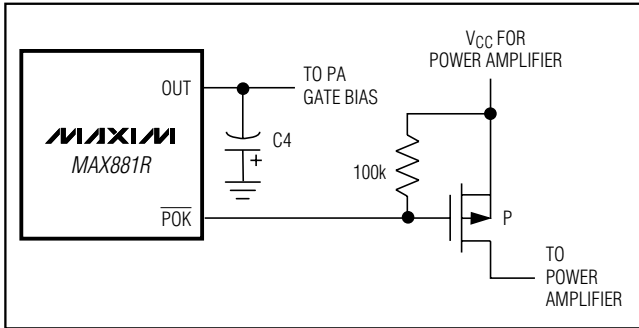 VCC FOR
POWER AMPLIFIER
OUT
TO PA
GATE BIAS
MAXIM
MAX881R
C4
+
100k
POK
P
TO
POWER
AMPLIFIER